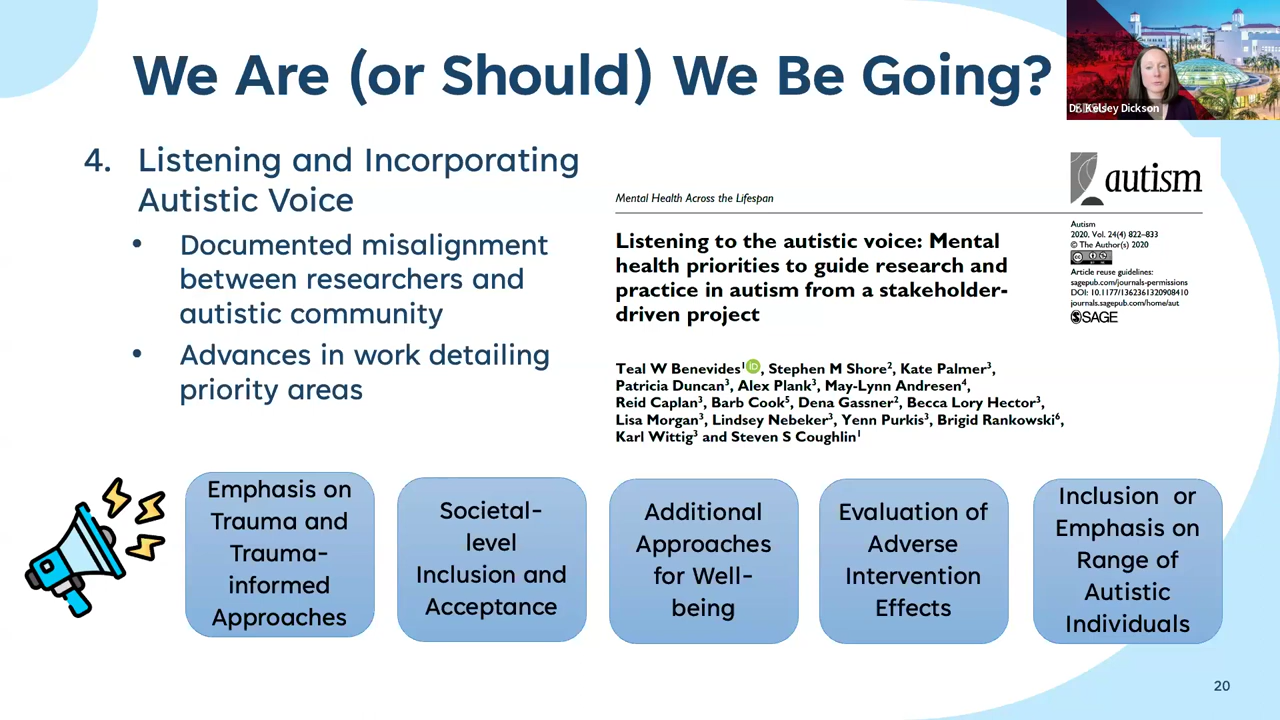 We Are (or Should) We Be Going?
Dr. Kelsey Dickson
4. Listening and Incorporating
Autistic Voice
• Documented misalignment
between researchers and
autistic community
• Advances in work detailing
priority areas
Mental Health Across the Lifespan
autism
Listening to the autistic voice: Mental
health priorities to guide research and
practice in autism from a stakeholder-
driven project
Autism
2020, Vol. 24(4) 822–833
© The Author(s) 2020
Article reuse guidelines:
sagepub.com/journals-permissions
DOI: 10.1177/1362361320908410
journals.sagepub.com/home/aut
SAGE
Teal W Benevides1 iD, Stephen M Shore2, Kate Palmer3,
Patricia Duncan3, Alex Plank3, May-Lynn Andresen4,
Reid Caplan3, Barb Cook5, Dena Gassner2, Becca Lory Hector3,
Lisa Morgan3, Lindsey Nebeker3, Yenn Purkis3, Brigid Rankowski6,
Karl Wittig3 and Steven S Coughlin1
Emphasis on
Trauma and
Trauma-
informed
Approaches
Societal-
level
Inclusion and
Acceptance
Additional
Approaches
for Well-
being
Evaluation of
Adverse
Intervention
Effects
Inclusion or
Emphasis on
Range of
Autistic
Individuals
20